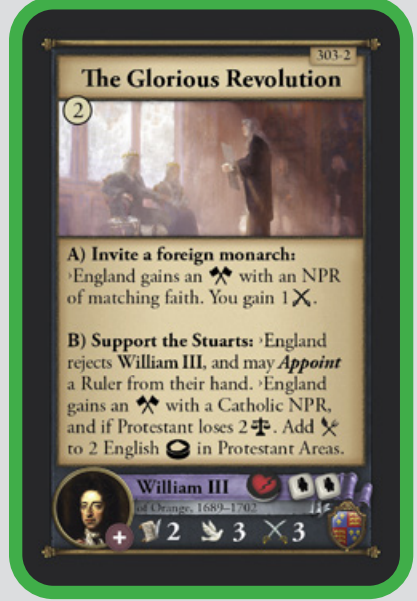 303-2
The Glorious Revolution
2
A) Invite a foreign monarch:
›England gains an with an NPR
of matching faith. You gain 1.
B) Support the Stuarts: ›England
rejects William III, and may Appoint
a Ruler from their hand. ›England
gains an with a Catholic NPR,
and if Protestant loses 2. Add
to 2 English in Protestant Areas.
William III
of Orange, 1689–1702
+ 2 3 3